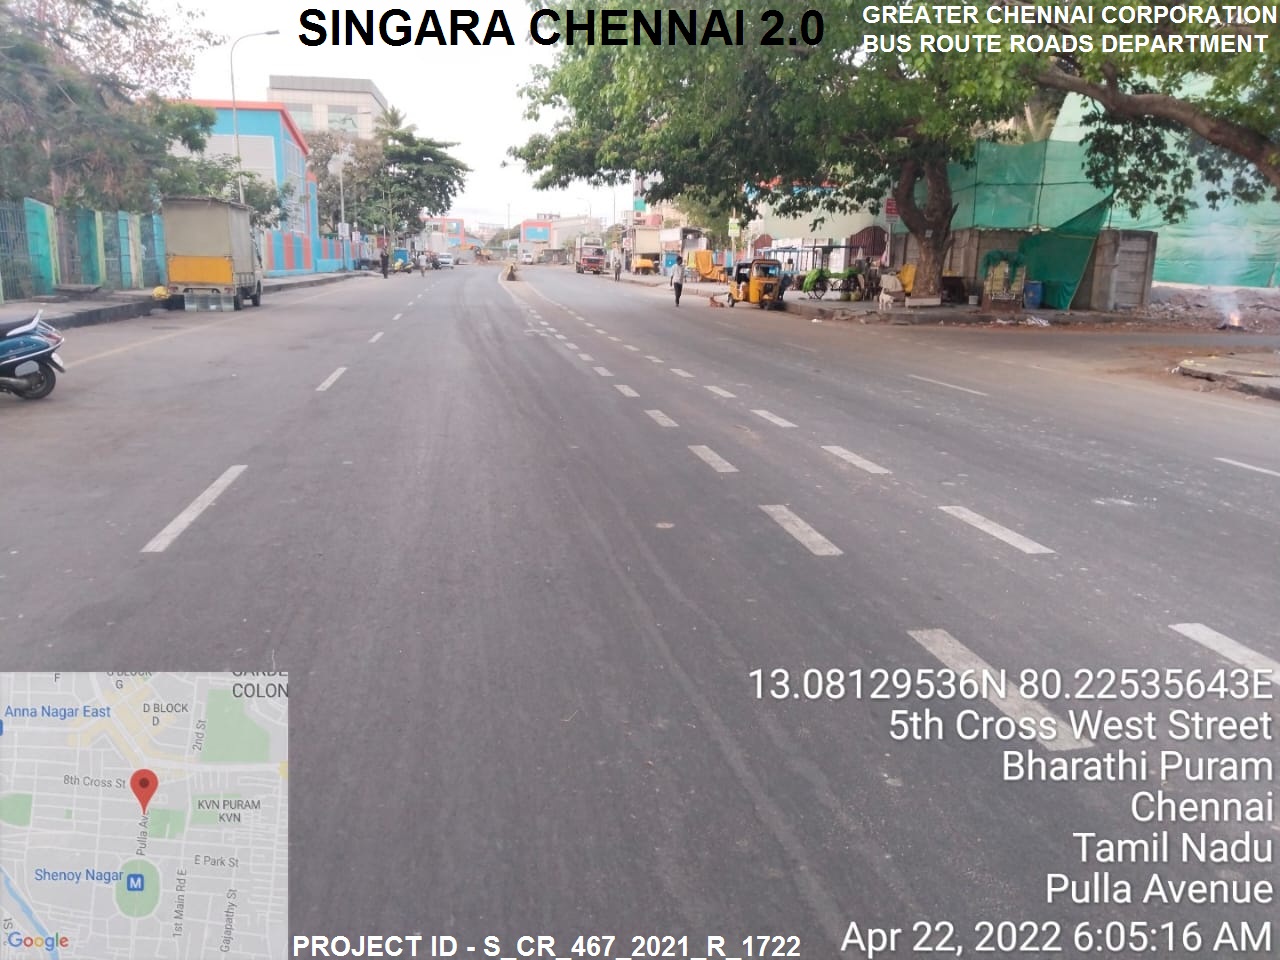 SINGARA CHENNAI 2.0
GREATER CHENNAI CORPORATION
BUS ROUTE ROADS DEPARTMENT
13.08129536N 80.22535643E
5th Cross West Street
Bharathi Puram
Chennai
Tamil Nadu
Pulla Avenue
Apr 22, 2022 6:05:16 AM
PROJECT ID - S_CR_467_2021_R_1722
COLON
F
G
Anna Nagar East
D BLOCK
D
2nd St
8th Cross St
KVN PURAM
KVN
Pulla Av
E Park St
Shenoy Nagar
M
1st Main Rd E
Gajapathy St
Google